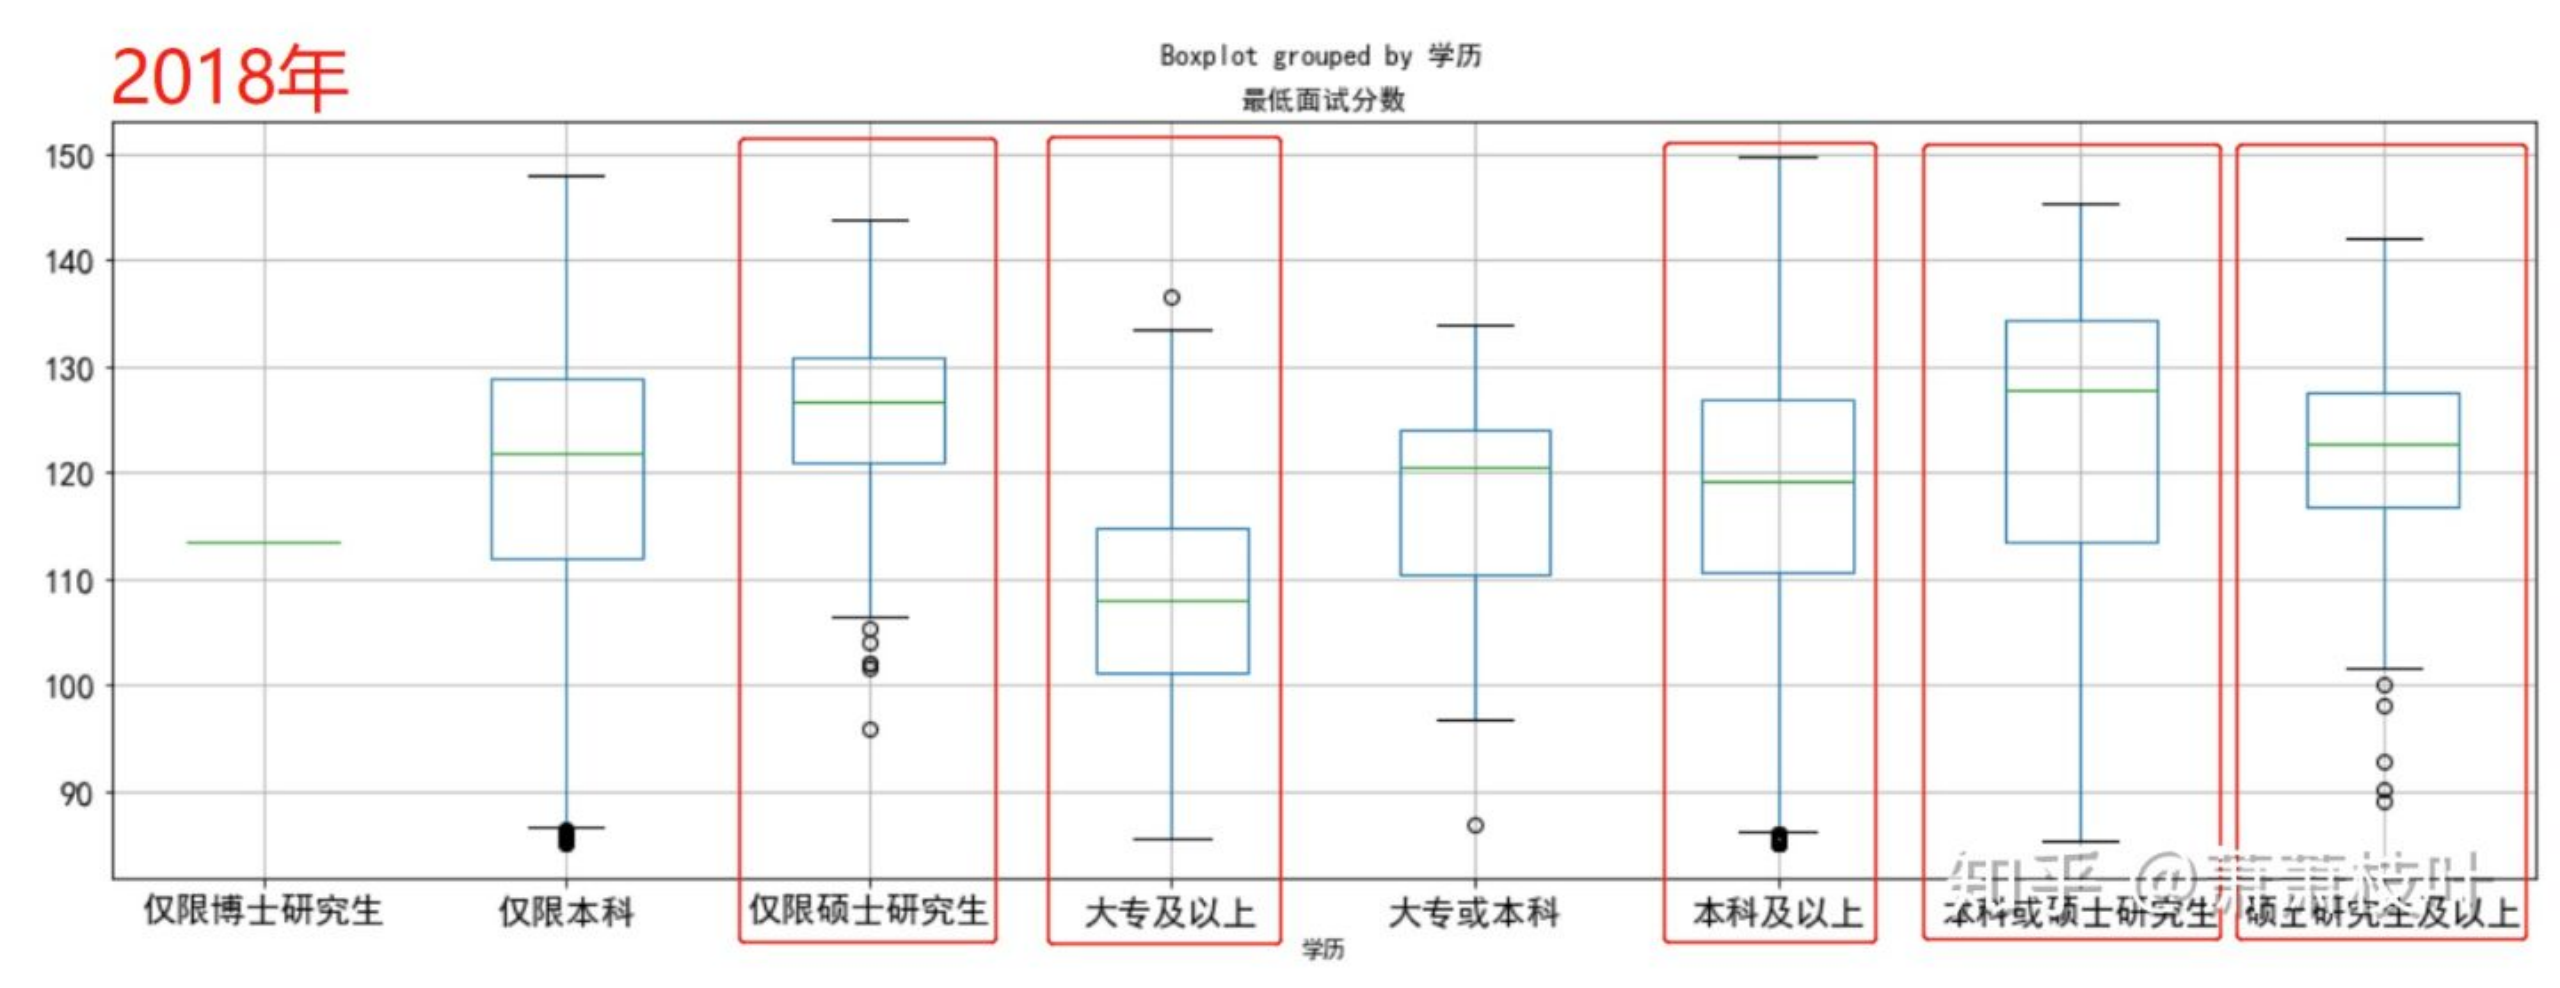 2018年
Boxplot grouped by 学历
最低面试分数
150
140
130
120
110
100
90
仅限博士研究生 仅限本科 仅限硕士研究生 大专及以上 大专或本科 本科及以上 本科或硕士研究生 硕士研究生及以上
学历
知乎 @萧萧枝叶